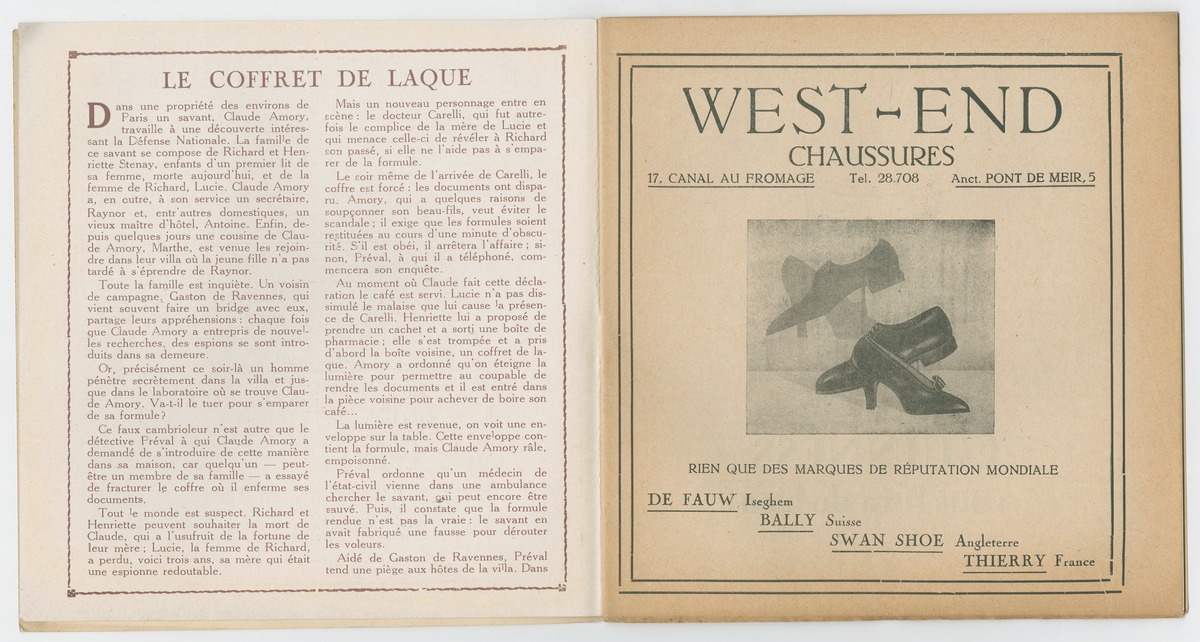 LE COFFRET DE LAQUE
Dans une propriété des environs de
Paris un savant, Claude Amory,
travaille à une découverte intéres-
sant la Défense Nationale. La famille de
ce savant se compose de Richard et Hen-
riette Stenay, enfants d'un premier lit de
sa femme, morte aujourd'hui, et de la
femme de Richard, Lucie. Claude Amory
a, en outre, à son service un secrétaire,
Raynor et, entr'autres domestiques, un
vieux maître d'hôtel, Antoine. Enfin, de-
puis quelques jours une cousine de Clau-
de Amory, Marthe, est venue les rejoin-
dre dans leur villa où la jeune fille n'a pas
tardé à s'éprendre de Raynor.
Toute la famille est inquiète. Un voisin
de campagne, Gaston de Ravennes, qui
vient souvent faire un bridge avec eux,
partage leurs appréhensions : chaque fois
que Claude Amory a entrepris de nouvel-
les recherches, des espions se sont intro-
duits dans sa demeure.
Or, précisément ce soir-là un homme
pénètre secrètement dans la villa et jus-
que dans le laboratoire où se trouve Clau-
de Amory. Va-t-il le tuer pour s'emparer
de sa formule?
Ce faux cambrioleur n'est autre que le
détective Préval à qui Claude Amory a
demandé de s'introduire de cette manière
dans sa maison, car quelqu'un — peut-
être un membre de sa famille — a essayé
de fracturer le coffre où il enferme ses
documents.
Tout le monde est suspect. Richard et
Henriette peuvent souhaiter la mort de
Claude, qui a l'usufruit de la fortune de
leur mère ; Lucie, la femme de Richard,
a perdu, voici trois ans, sa mère qui était
une espionne redoutable.
Mais un nouveau personnage entre en
scène : le docteur Carelli, qui fut autre-
fois le complice de la mère de Lucie et
qui menace celle-ci de révéler à Richard
son passé, si elle ne l'aide pas à s'empa-
rer de la formule.
Le soir même de l'arrivée de Carelli, le
coffre est forcé : les documents ont dispa-
ru. Amory, qui a quelques raisons de
soupçonner son beau-fils, veut éviter le
scandale ; il exige que les formules soient
restituées au cours d'une minute d'obscu-
rité. S'il est obéi, il arrêtera l'affaire ; si-
non, Préval, à qui il a téléphoné, com-
mencera son enquête.
Au moment où Claude fait cette décla-
ration le café est servi. Lucie n'a pas dis-
simulé le malaise que lui cause la présen-
ce de Carelli. Henriette lui a proposé de
prendre un cachet et a sorti une boîte de
pharmacie ; elle s'est trompée et a pris
d'abord la boîte voisine, un coffret de la-
que. Amory a ordonné qu'on éteigne la
lumière pour permettre au coupable de
rendre les documents et il est entré dans
la pièce voisine pour achever de boire son
café...
La lumière est revenue, on voit une en-
veloppe sur la table. Cette enveloppe con-
tient la formule, mais Claude Amory râle,
empoisonné.
Préval ordonne qu'un médecin de
l'état-civil vienne dans une ambulance
chercher le savant, qui peut encore être
sauvé. Puis, il constate que la formule
rendue n'est pas la vraie : le savant en
avait fabriqué une fausse pour dérouter
les voleurs.
Aidé de Gaston de Ravennes, Préval
tend une piège aux hôtes de la villa. Dans
WEST-END
CHAUSSURES
17, CANAL AU FROMAGE Tel. 28.708 Anct. PONT DE MEIR, 5
RIEN QUE DES MARQUES DE RÉPUTATION MONDIALE
DE FAUW Iseghem
BALLY Suisse
SWAN SHOE Angleterre
THIERRY France